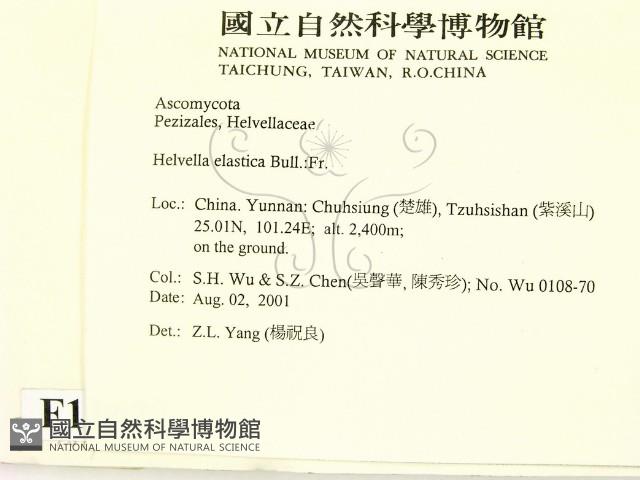 國立自然科學博物館
NATIONAL MUSEUM OF NATURAL SCIENCE
TAICHUNG, TAIWAN, R.O.CHINA
Ascomycota
Pezizales, Helvellaceae
Helvella elastica Bull.:Fr.
Loc.: China. Yunnan: Chuhsiung (楚雄), Tzuhsishan (紫溪山)
25.01N, 101.24E; alt. 2,400m;
on the ground.
Col.: S.H. Wu & S.Z. Chen(吳聲華, 陳秀珍); No. Wu 0108-70
Date: Aug. 02, 2001
Det.: Z.L. Yang (楊祝良)
F1
國立自然科學博物館
NATIONAL MUSEUM OF NATURAL SCIENCE